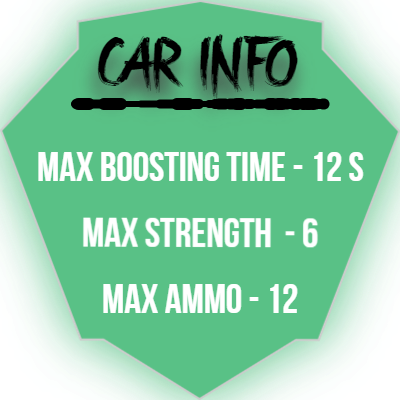 CAR INFO
MAX BOOSTING TIME - 12 S
MAX STRENGTH - 6
MAX AMMO - 12